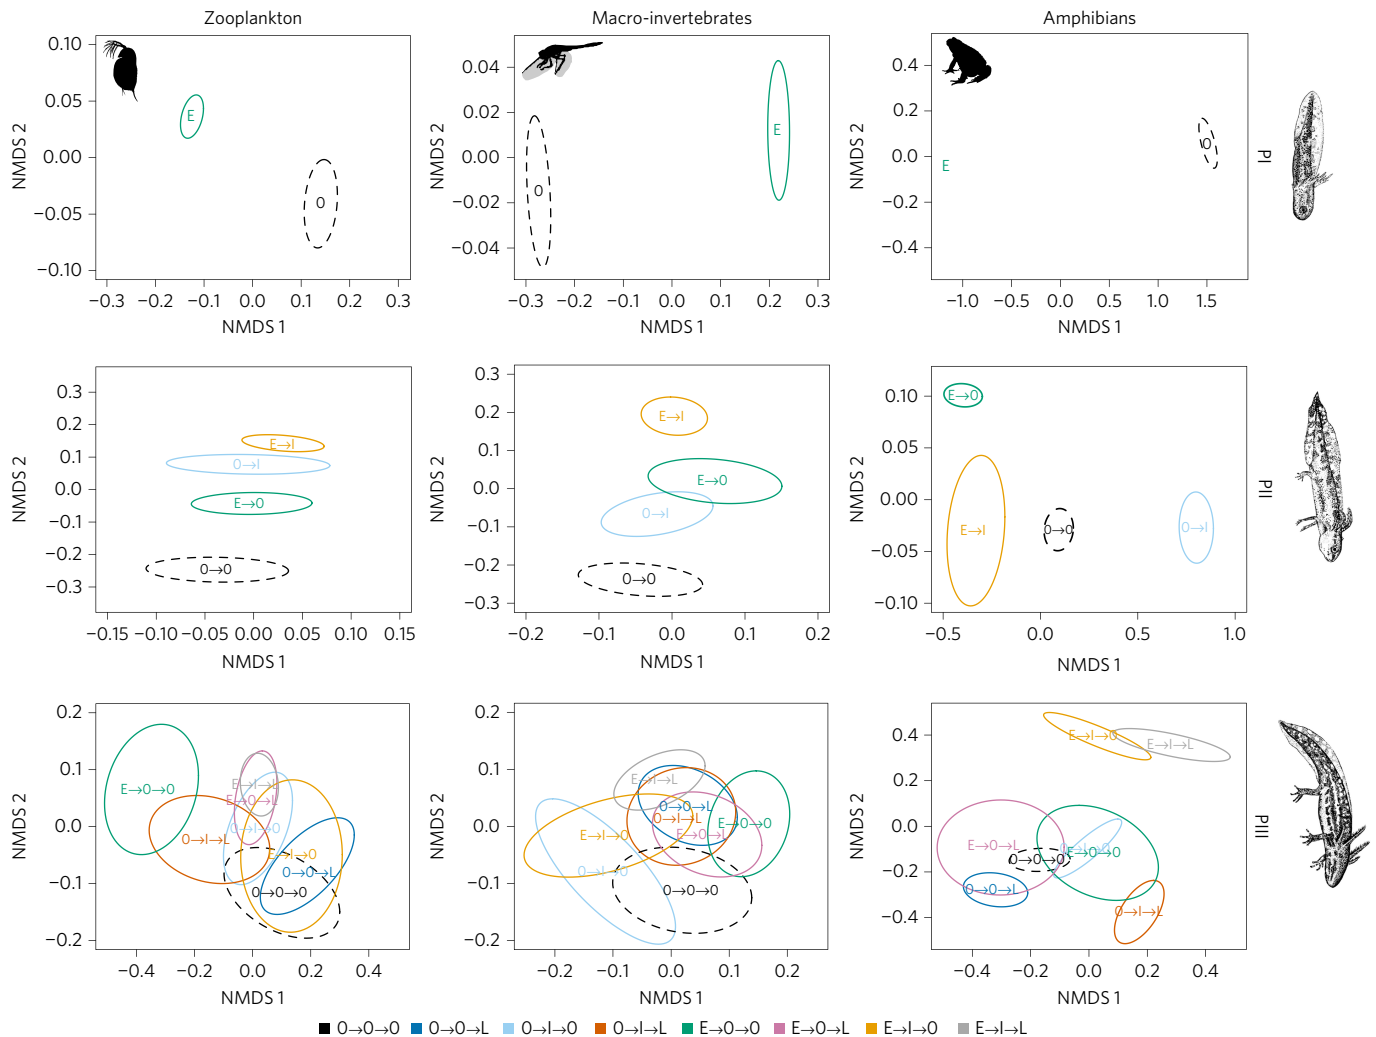 Zooplankton
Macro-invertebrates
Amphibians
0.10
0.05
0.00
−0.05
−0.10
NMDS 2
E
0
−0.3 −0.2 −0.1 0.0 0.1 0.2 0.3
NMDS 1
0.04
0.02
0.00
−0.02
−0.04
NMDS 2
0
E
−0.3 −0.2 −0.1 0.0 0.1 0.2 0.3
NMDS 1
0.4
0.2
0.0
−0.2
−0.4
NMDS 2
E
0
−1.0 −0.5 0.0 0.5 1.0 1.5
NMDS 1
PI
0.3
0.2
0.1
0.0
−0.1
−0.2
−0.3
NMDS 2
E→I
0→I
E→0
0→0
−0.15 −0.10 −0.05 0.00 0.05 0.10 0.15
NMDS 1
0.3
0.2
0.1
0.0
−0.1
−0.2
−0.3
NMDS 2
E→I
E→0
0→I
0→0
−0.2 −0.1 0.0 0.1 0.2
NMDS 1
0.10
0.05
0.00
−0.05
−0.10
NMDS 2
E→0
E→I
0→0
0→I
−0.5 0.0 0.5 1.0
NMDS 1
PII
0.2
0.1
0.0
−0.1
−0.2
NMDS 2
E→0→0
E→I→L
E→0→L
0→I→0
0→I→L
E→I→0
0→0→L
0→0→0
−0.4 −0.2 0.0 0.2 0.4
NMDS 1
0.2
0.1
0.0
−0.1
−0.2
NMDS 2
E→I→L
0→0→L
0→I→L
E→0→0
E→I→0
E→0→L
0→I→0
0→0→0
−0.2 −0.1 0.0 0.1 0.2
NMDS 1
0.4
0.2
0.0
−0.2
−0.4
NMDS 2
E→I→0
E→I→L
E→0→L
0→I→0
E→0→0
0→0→0
0→0→L
0→I→L
−0.4 −0.2 0.0 0.2 0.4
NMDS 1
PIII
0→0→0 0→0→L 0→I→0 0→I→L E→0→0 E→0→L E→I→0 E→I→L